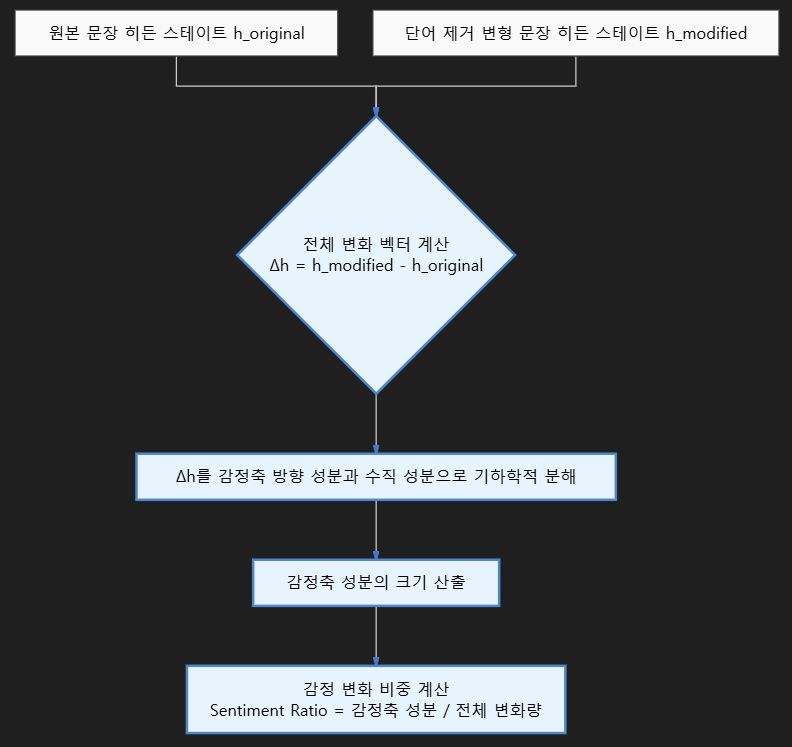 원본 문장 히든 스테이트 h_original
단어 제거 변형 문장 히든 스테이트 h_modified
전체 변화 벡터 계산
Δh = h_modified - h_original
Δh를 감정축 방향 성분과 수직 성분으로 기하학적 분해
감정축 성분의 크기 산출
감정 변화 비중 계산
Sentiment Ratio = 감정축 성분 / 전체 변화량